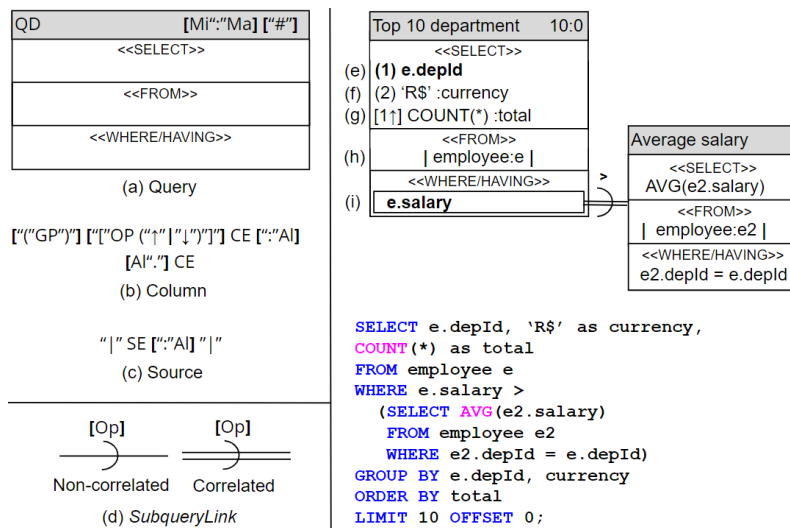 QD [Mi“:”Ma] [“#”]
<<SELECT>>
<<FROM>>
<<WHERE/HAVING>>
(a) Query
[“(”GP“)”] [“[”OP (“↑”|”↓”)”]”] CE [“:”Al]
[Al“.”] CE
(b) Column
“|” SE [“:”Al] ”|”
(c) Source
[Op] [Op]
Non-correlated Correlated
(d) SubqueryLink
Top 10 department 10:0
<<SELECT>>
(e) (1) e.depId
(f) (2) ‘R$’ :currency
(g) [1↑] COUNT(*) :total
<<FROM>>
(h) | employee:e |
<<WHERE/HAVING>>
(i) e.salary
>
Average salary
<<SELECT>>
AVG(e2.salary)
<<FROM>>
| employee:e2 |
<<WHERE/HAVING>>
e2.depId = e.depId
SELECT e.depId, ‘R$’ as currency,
COUNT(*) as total
FROM employee e
WHERE e.salary >
(SELECT AVG(e2.salary)
FROM employee e2
WHERE e2.depId = e.depId)
GROUP BY e.depId, currency
ORDER BY total
LIMIT 10 OFFSET 0;